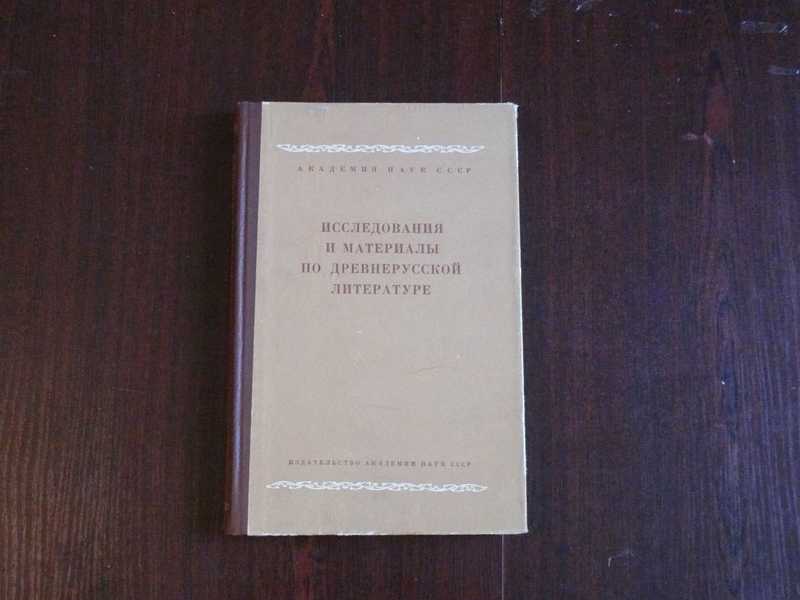 АКАДЕМИЯ НАУК СССР
ИССЛЕДОВАНИЯ
И МАТЕРИАЛЫ
ПО ДРЕВНЕРУССКОЙ
ЛИТЕРАТУРЕ
ИЗДАТЕЛЬСТВО АКАДЕМИИ НАУК СССР